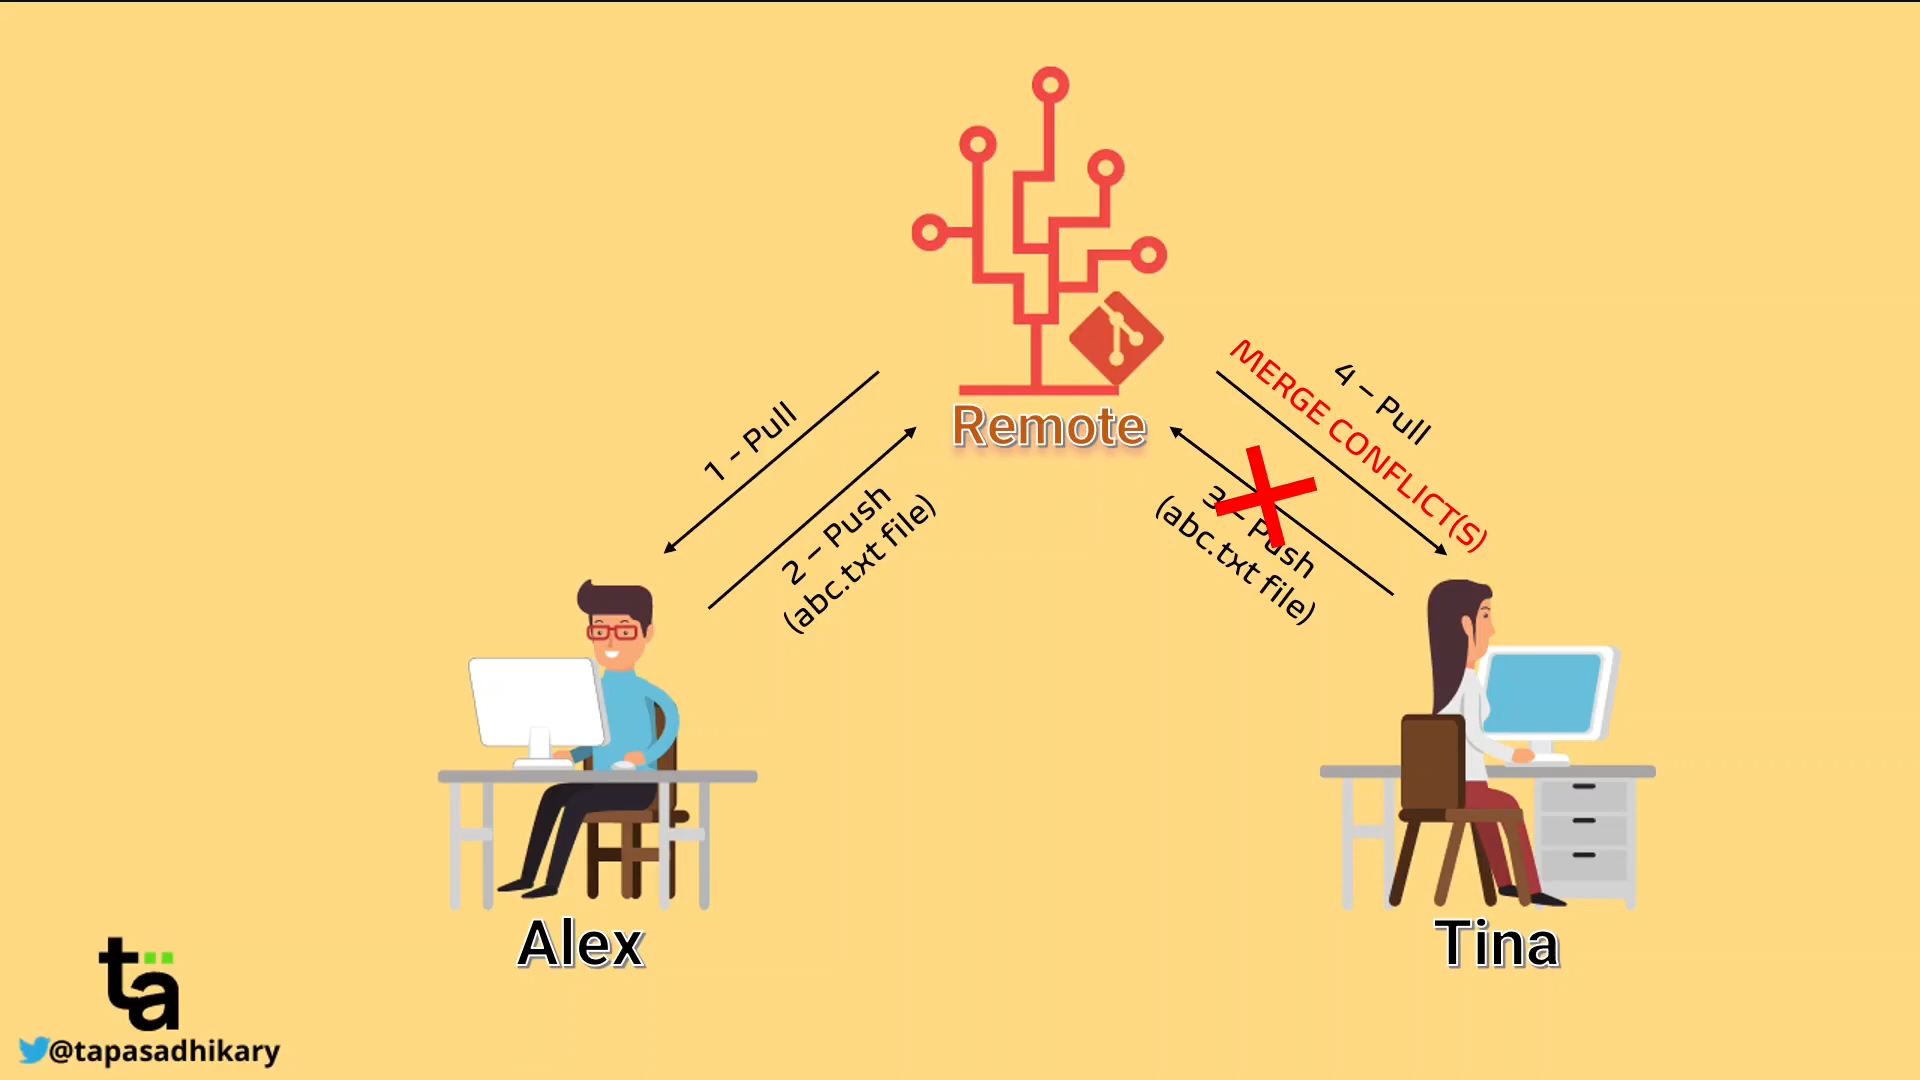 Remote
1 – Pull
2 – Push
(abc.txt file)
4 – Pull
MERGE CONFLICT(S)
3 – Push
(abc.txt file)
Alex
Tina
ta
@tapasadhikary